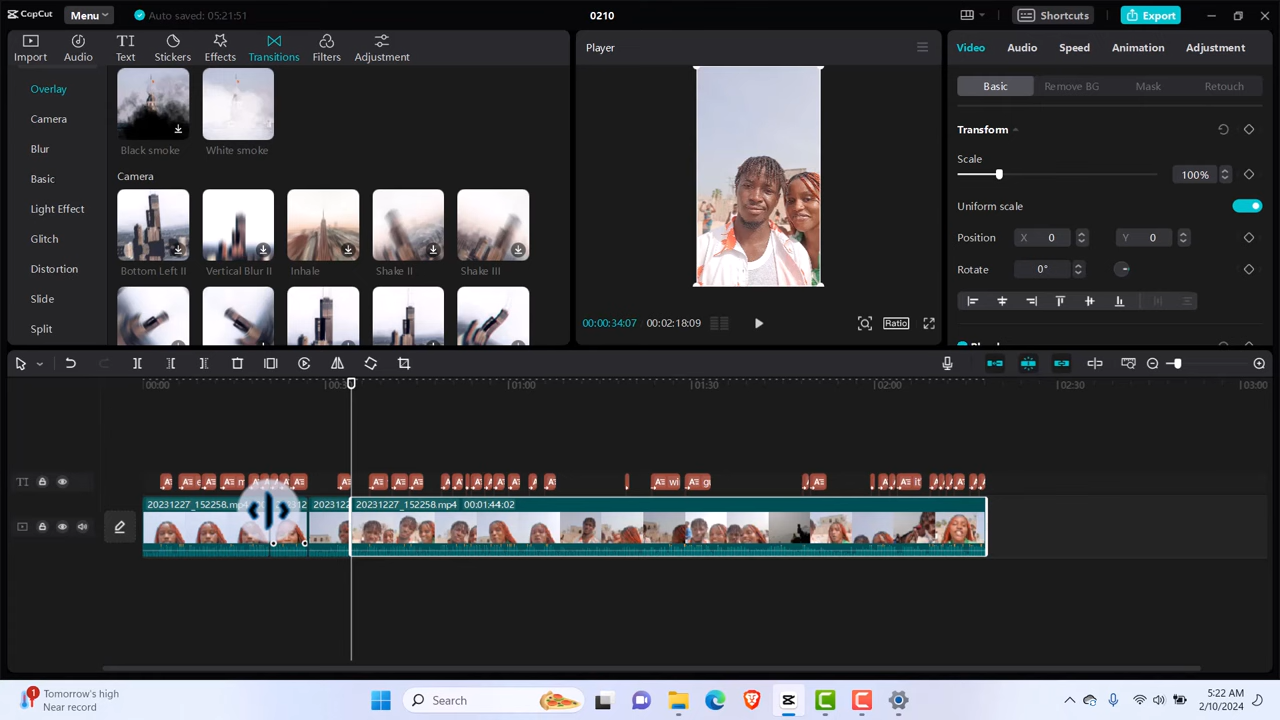 CapCut
Menu
Auto saved: 05:21:51
0210
Shortcuts
Export
Import
Audio
Text
Stickers
Effects
Transitions
Filters
Adjustment
Overlay
Camera
Blur
Basic
Light Effect
Glitch
Distortion
Slide
Split
Black smoke
White smoke
Camera
Bottom Left II
Vertical Blur II
Inhale
Shake II
Shake III
Player
00:00:34:07
00:02:18:09
Ratio
Video
Audio
Speed
Animation
Adjustment
Basic
Remove BG
Mask
Retouch
Transform
Scale
100%
Uniform scale
Position
X
0
Y
0
Rotate
0°
00:00
01:00
01:30
02:00
02:30
03:00
20231227_152258.mp4
20231227_152258.mp4 00:01:44:02
1
Tomorrow's high
Near record
Search
5:22 AM
2/10/2024